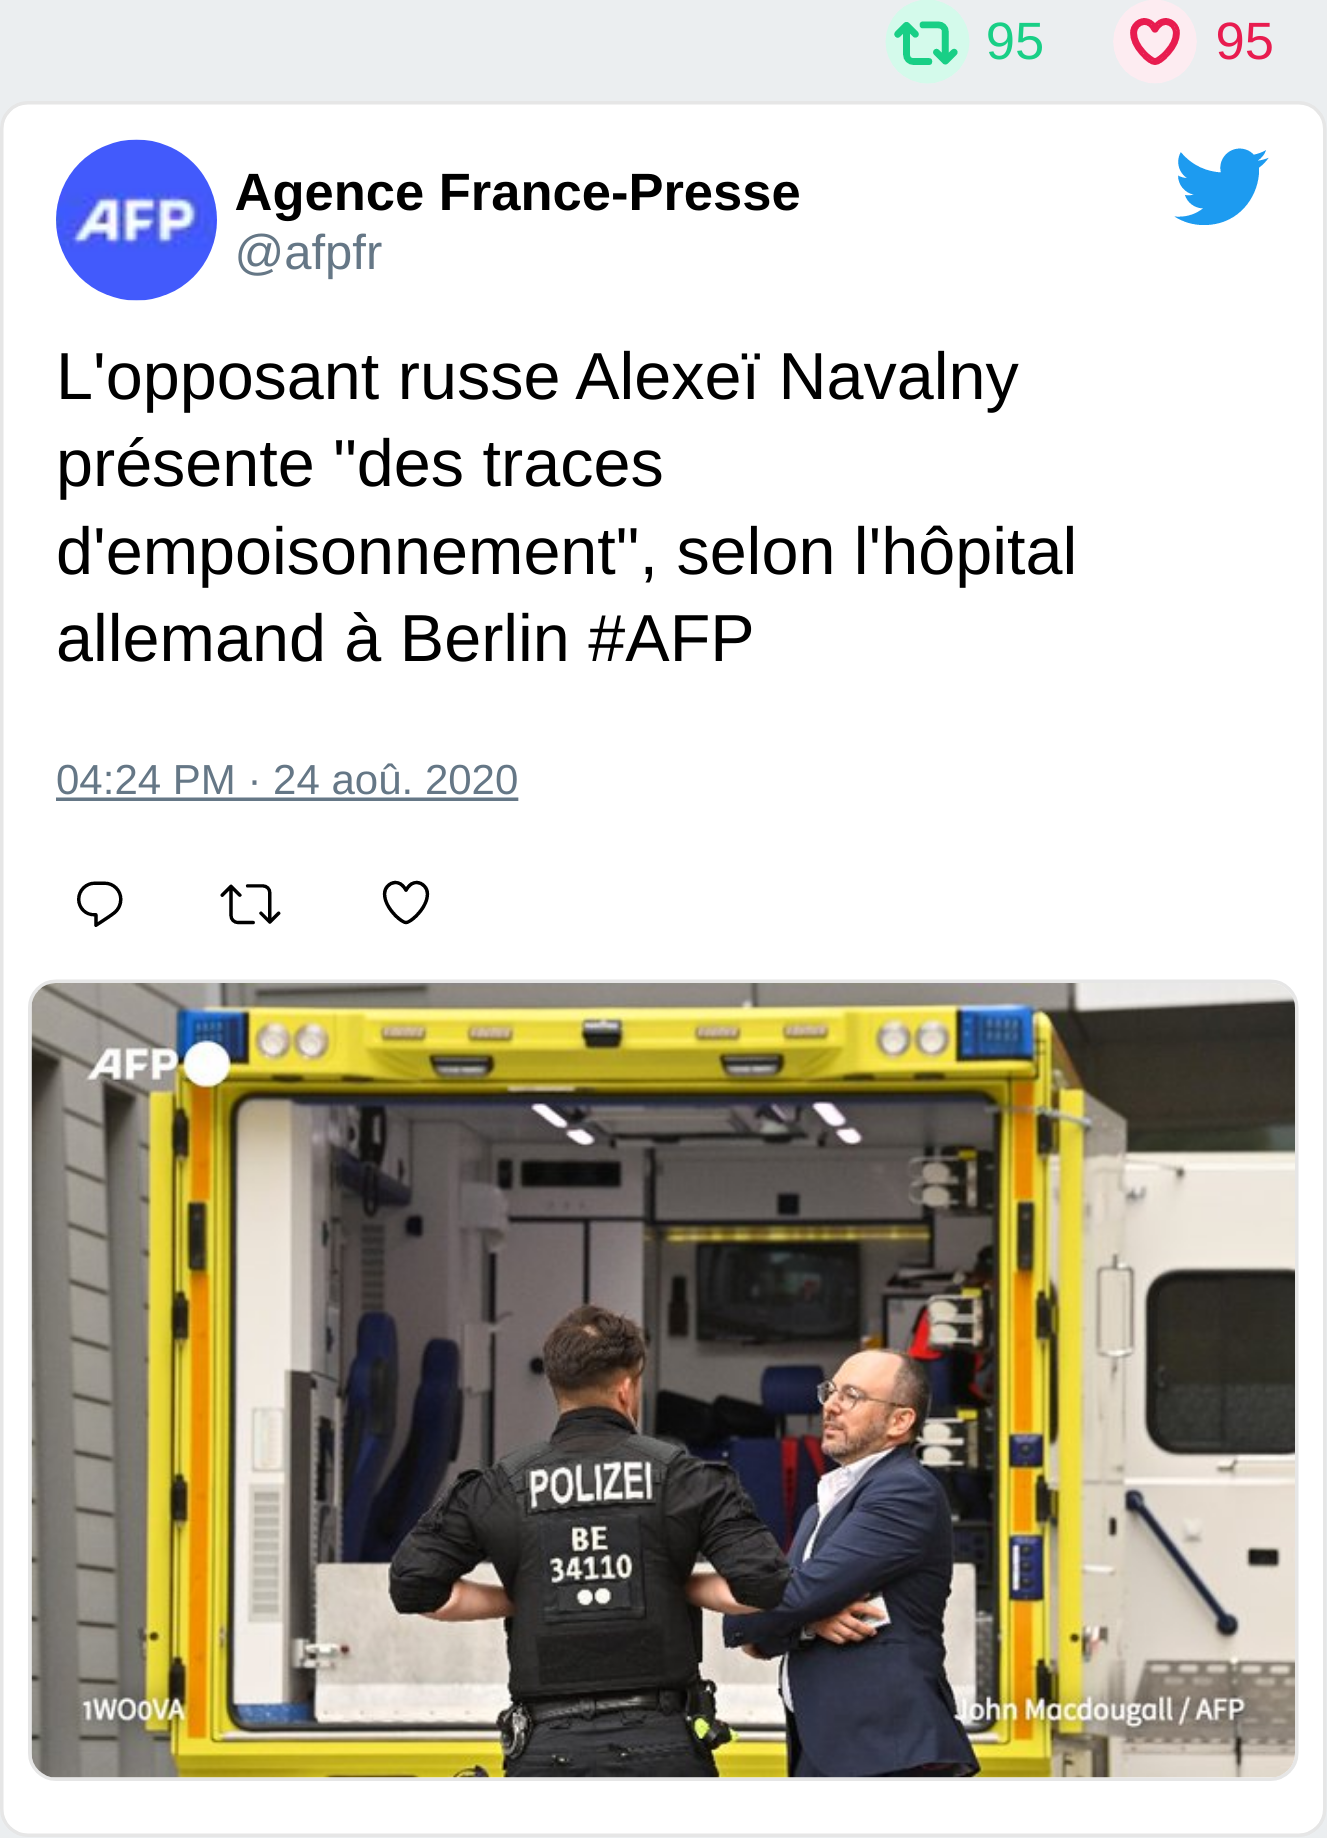 95 95
AFP
Agence France-Presse
@afpfr
L'opposant russe Alexeï Navalny
présente "des traces
d'empoisonnement", selon l'hôpital
allemand à Berlin #AFP
04:24 PM · 24 aoû. 2020
AFP
POLIZEI
BE
34110
1WO0VA
John Macdougall / AFP